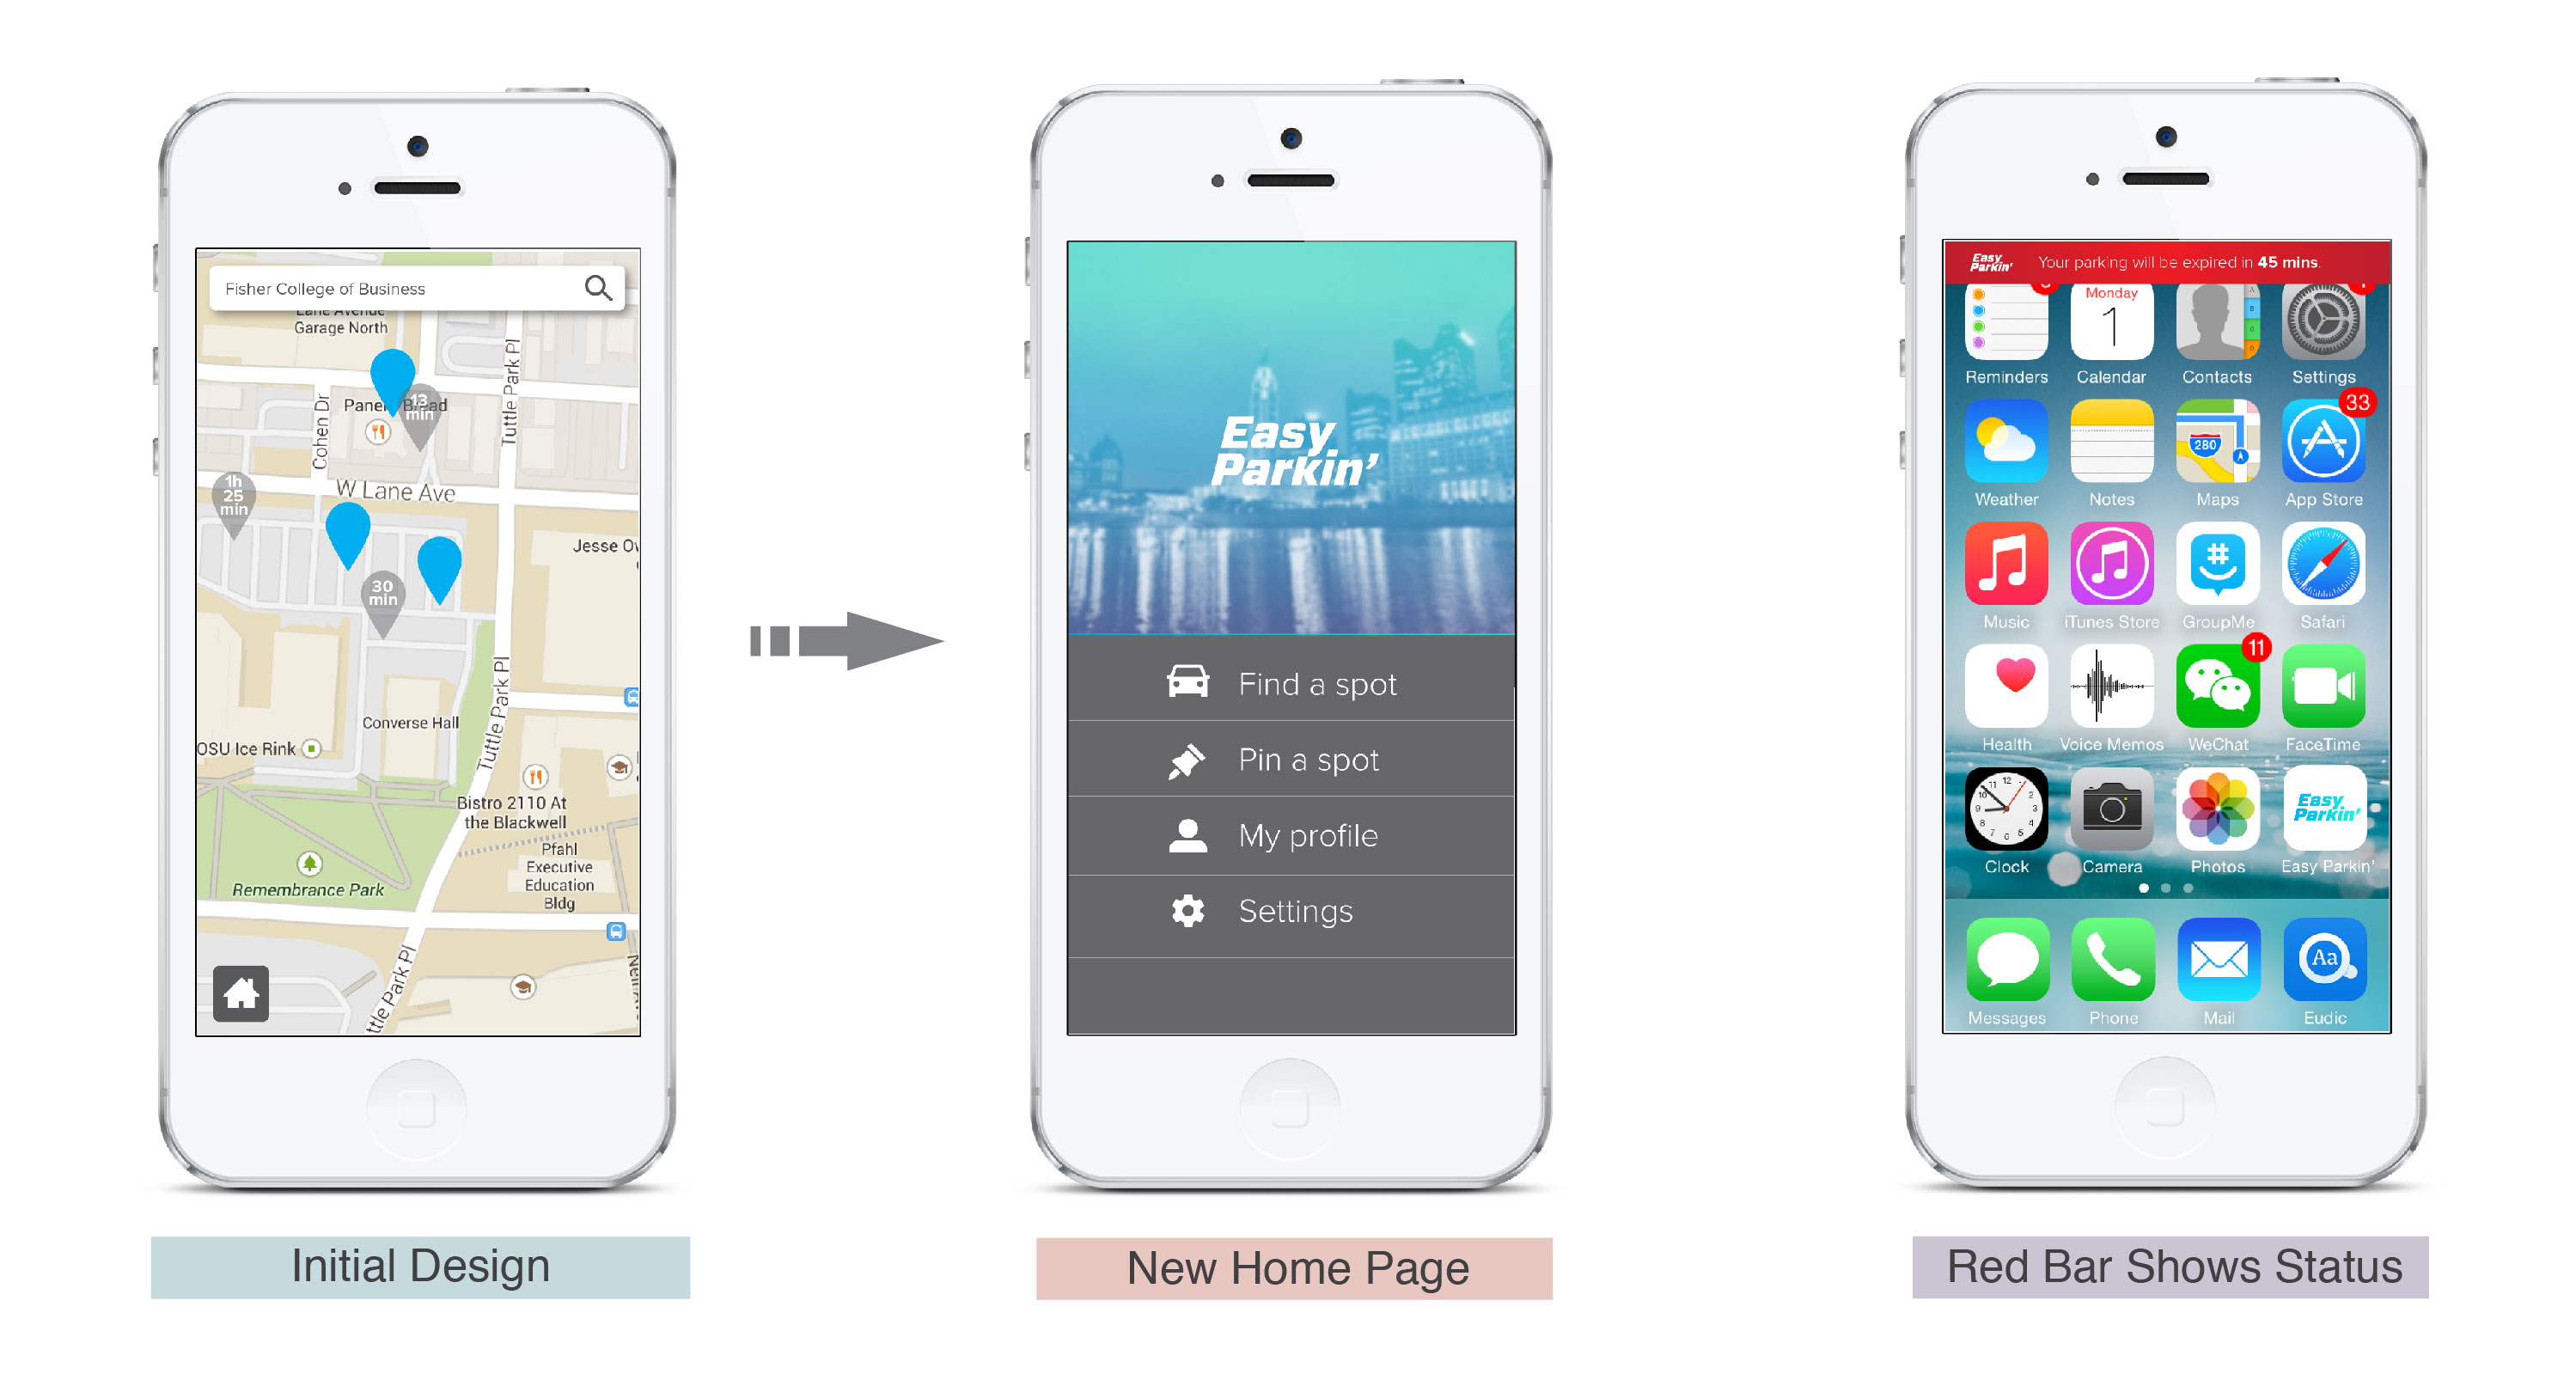 Fisher College of Business
Lane Avenue
Garage North
Tuttle Park Pl
Cohen Dr
13
min
1h
25
min
W Lane Ave
Jesse
30
min
Tuttle Park Pl
Converse Hall
OSU Ice Rink
Bistro 2110 At
the Blackwell
Pfahl
Executive
Education
Bldg
Remembrance Park
ttle Park Pl
Initial Design
Easy
Parkin'
Find a spot
Pin a spot
My profile
Settings
New Home Page
Easy
Parkin'
Your parking will be expired in 45 mins.
Monday
1
Reminders Calendar Contacts Settings
280
33
Weather Notes Maps App Store
Music iTunes Store GroupMe Safari
11
Health Voice Memos WeChat FaceTime
Easy
Parkin'
Clock Camera Photos Easy Parkin'
Aa
Messages Phone Mail Eudic
Red Bar Shows Status